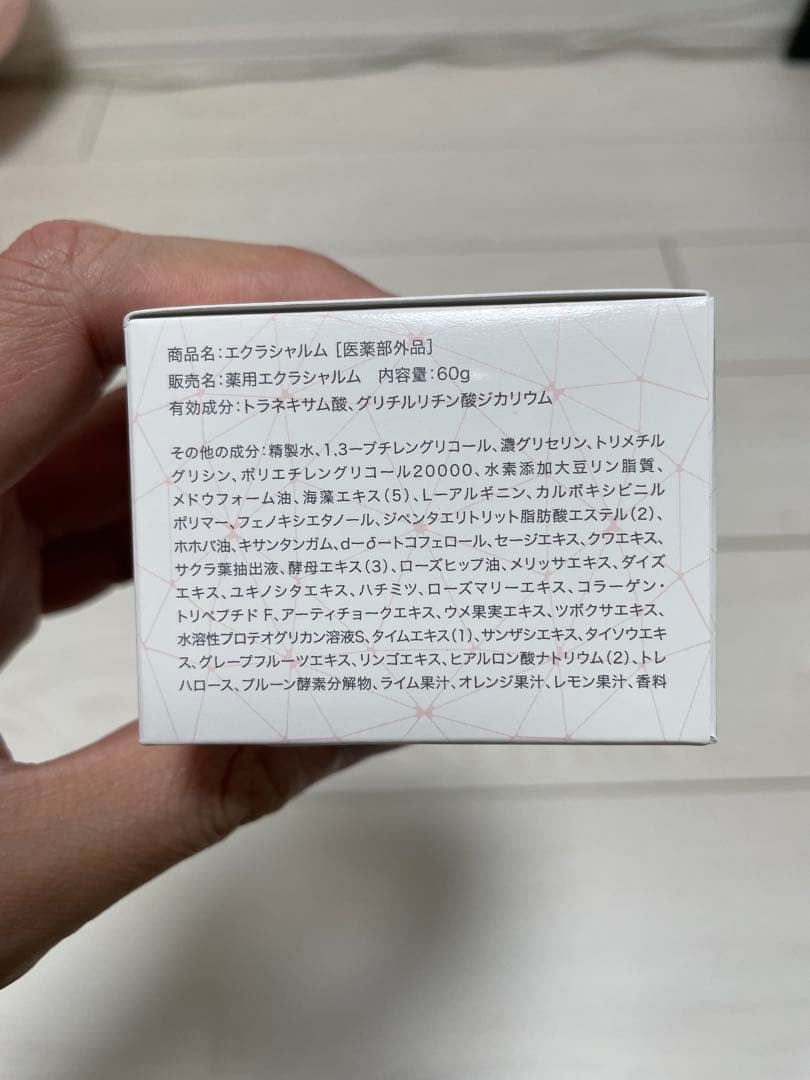 商品名：エクラシャルム［医薬部外品］
販売名：薬用エクラシャルム　内容量：60g
有効成分：トラネキサム酸、グリチルリチン酸ジカリウム
その他の成分：精製水、1,3ーブチレングリコール、濃グリセリン、トリメチル
グリシン、ポリエチレングリコール20000、水素添加大豆リン脂質、
メドウフォーム油、海藻エキス（5）、Lーアルギニン、カルボキシビニル
ポリマー、フェノキシエタノール、ジペンタエリトリット脂肪酸エステル（2）、
ホホバ油、キサンタンガム、dーδートコフェロール、セージエキス、クワエキス、
サクラ葉抽出液、酵母エキス（3）、ローズヒップ油、メリッサエキス、ダイズ
エキス、ユキノシタエキス、ハチミツ、ローズマリーエキス、コラーゲン・
トリペプチド F、アーティチョークエキス、ウメ果実エキス、ツボクサエキス、
水溶性プロテオグリカン溶液S、タイムエキス（1）、サンザシエキス、タイソウエキ
ス、グレープフルーツエキス、リンゴエキス、ヒアルロン酸ナトリウム（2）、トレ
ハロース、プルーン酵素分解物、ライム果汁、オレンジ果汁、レモン果汁、香料